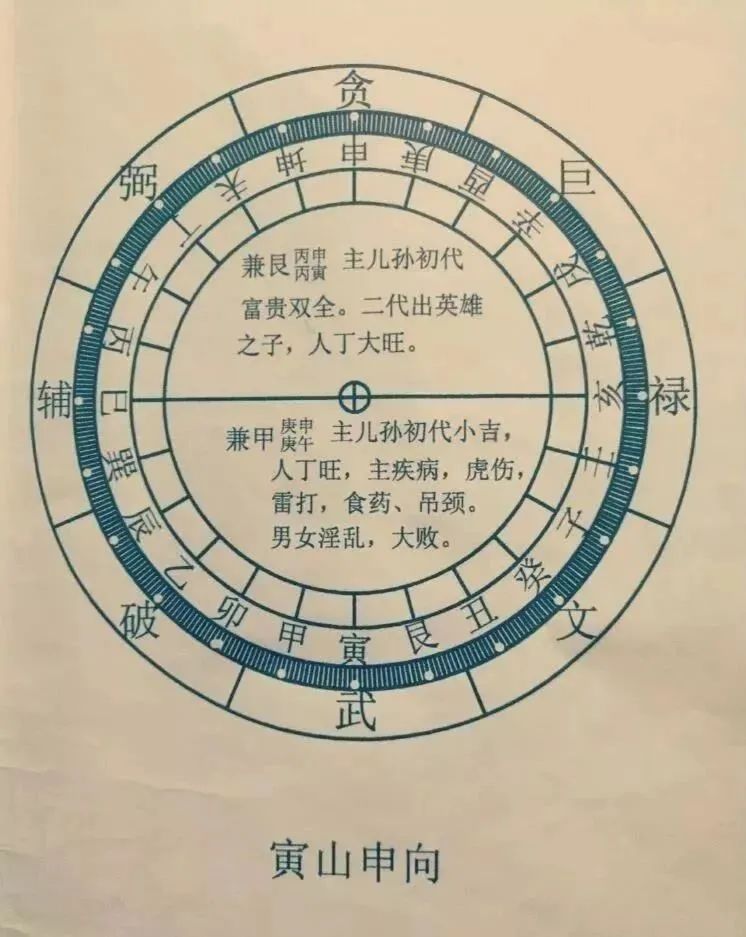 贪
巨
禄
文
武
破
辅
弼
申
庚
酉
辛
戌
乾
亥
壬
子
癸
丑
艮
寅
甲
卯
乙
辰
巽
巳
丙
午
丁
未
坤
兼艮丙申丙寅 主儿孙初代
富贵双全。二代出英雄
之子，人丁大旺。
兼甲庚申庚午 主儿孙初代小吉，
人丁旺，主疾病，虎伤，
雷打，食药、吊颈。
男女淫乱，大败。
寅山申向